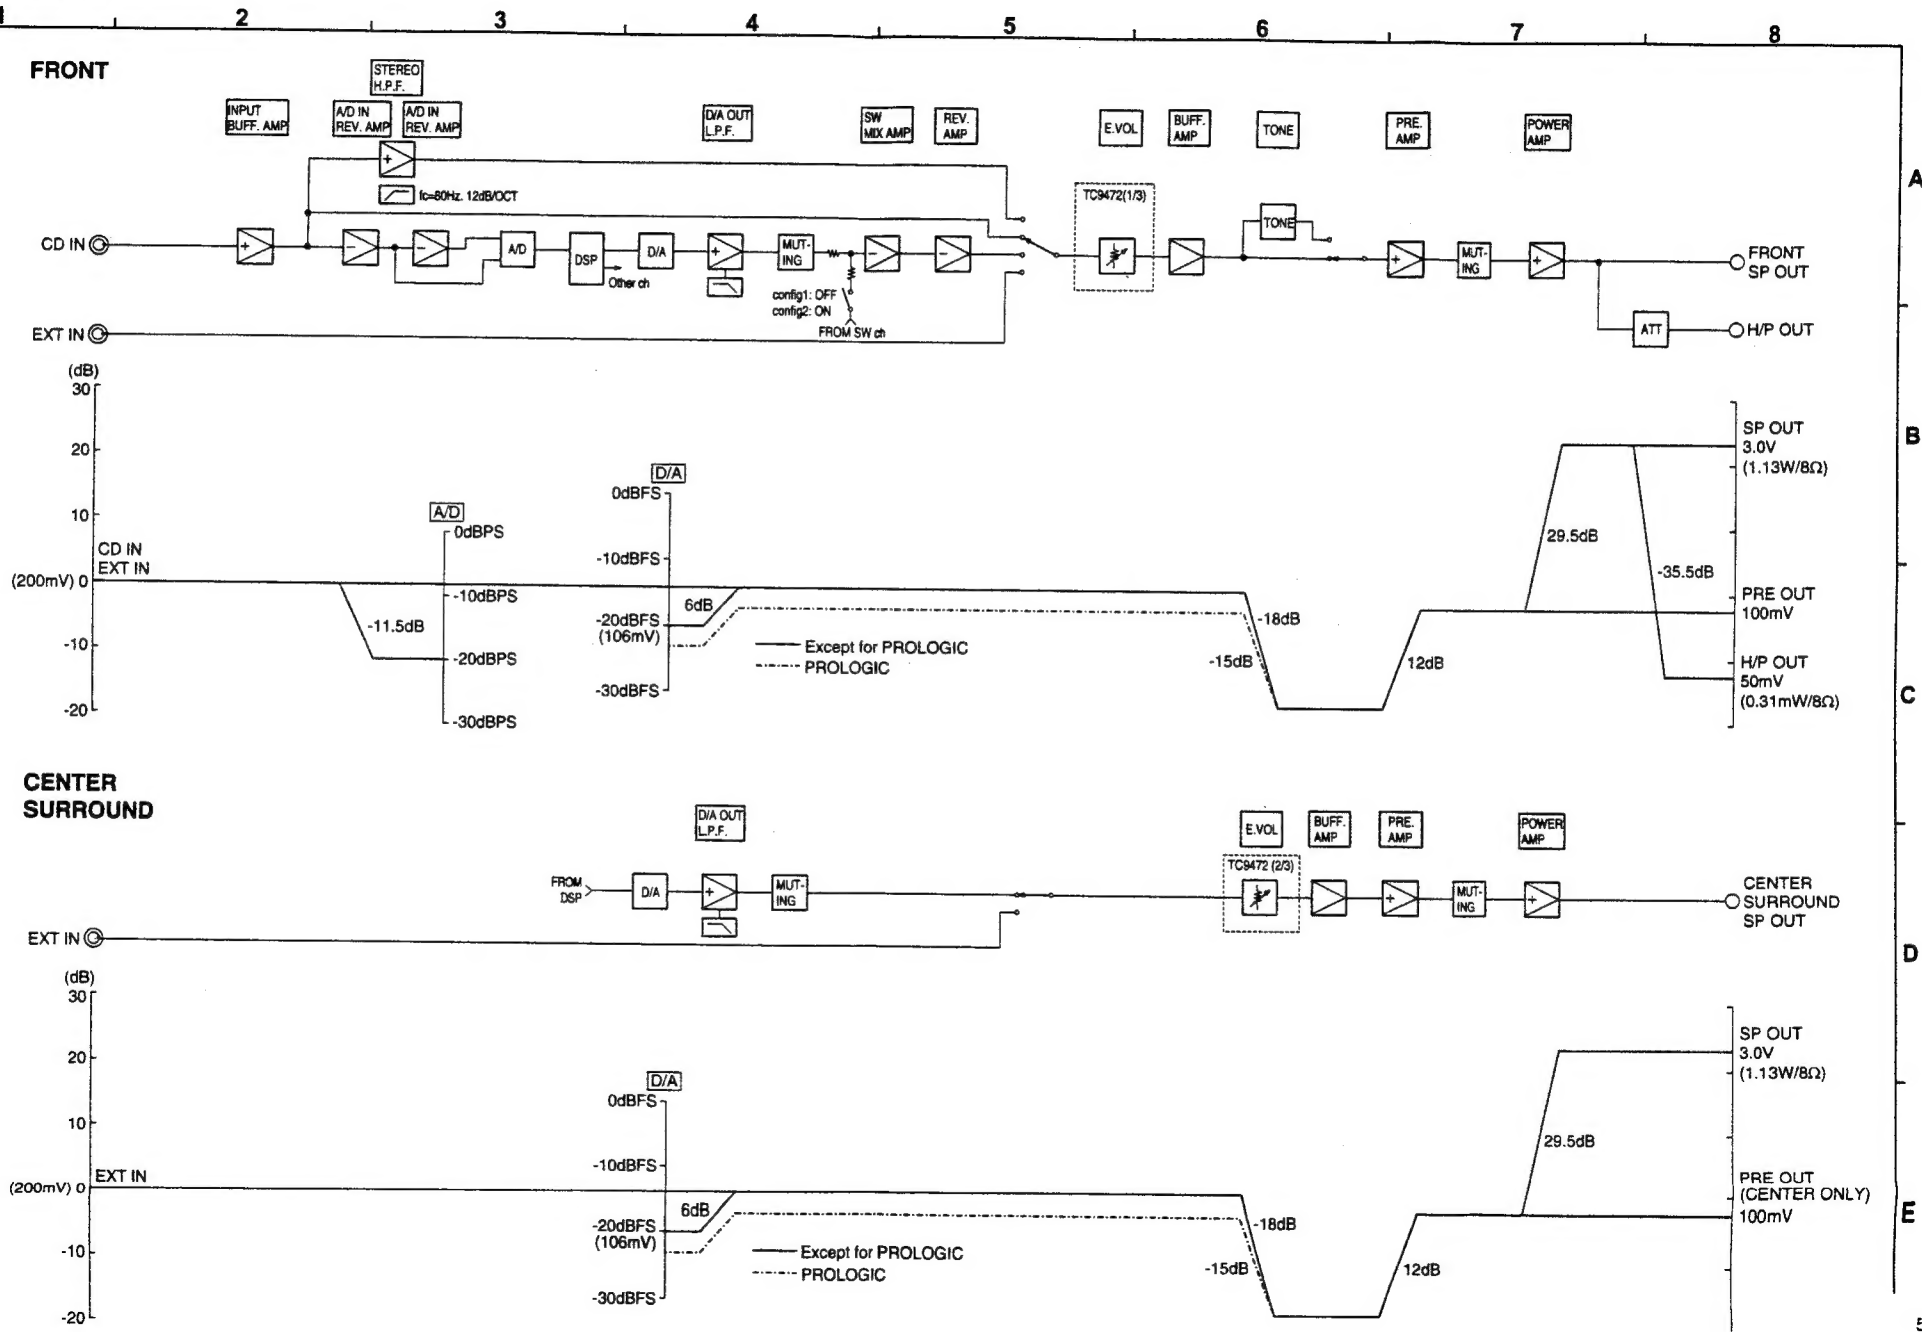 2 3 4 5 6 7 8
FRONT
STEREO
H.P.F.
INPUT
BUFF. AMP
A/D IN
REV. AMP
A/D IN
REV. AMP
D/A OUT
L.P.F.
SW
MIX AMP
REV.
AMP
E.VOL
BUFF.
AMP
TONE
PRE.
AMP
POWER
AMP
A
+
fc=80Hz. 12dB/OCT
TC9472(1/3)
TONE
CD IN
+
−
−
A/D
DSP
Other ch
D/A
+
MUT-
ING
−
−
+
MUT-
ING
+
FRONT
SP OUT
config1: OFF
config2: ON
FROM SW ch
EXT IN
ATT
H/P OUT
(dB)
30
20
10
(200mV) 0
-10
-20
CD IN
EXT IN
-11.5dB
A/D
0dBPS
-10dBPS
-20dBPS
-30dBPS
D/A
0dBFS
-10dBFS
-20dBFS
(106mV)
-30dBFS
6dB
Except for PROLOGIC
PROLOGIC
-18dB
-15dB
12dB
29.5dB
-35.5dB
SP OUT
3.0V
(1.13W/8Ω)
PRE OUT
100mV
H/P OUT
50mV
(0.31mW/8Ω)
B
C
CENTER
SURROUND
D/A OUT
L.P.F.
E.VOL
BUFF.
AMP
PRE.
AMP
POWER
AMP
TC9472 (2/3)
FROM
DSP
D/A
+
MUT-
ING
+
MUT-
ING
+
CENTER
SURROUND
SP OUT
EXT IN
D
(dB)
30
20
10
(200mV) 0
-10
-20
EXT IN
D/A
0dBFS
-10dBFS
-20dBFS
(106mV)
-30dBFS
6dB
Except for PROLOGIC
PROLOGIC
-18dB
-15dB
12dB
29.5dB
SP OUT
3.0V
(1.13W/8Ω)
PRE OUT
(CENTER ONLY)
100mV
E